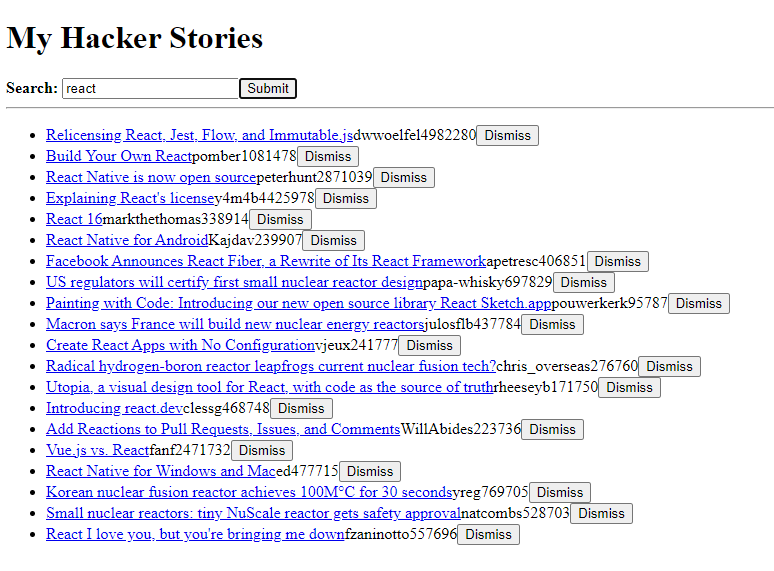 My Hacker Stories
Search: react Submit
Relicensing React, Jest, Flow, and Immutable.jsdwwoelfel4982280 Dismiss
Build Your Own Reactpomber1081478 Dismiss
React Native is now open sourcepeterhunt2871039 Dismiss
Explaining React's licensey4m4b4425978 Dismiss
React 16markthethomas338914 Dismiss
React Native for AndroidKajdav239907 Dismiss
Facebook Announces React Fiber, a Rewrite of Its React Frameworkapetresc406851 Dismiss
US regulators will certify first small nuclear reactor designpapa-whisky697829 Dismiss
Painting with Code: Introducing our new open source library React Sketch.apppouwerkerk95787 Dismiss
Macron says France will build new nuclear energy reactorsjulosflb437784 Dismiss
Create React Apps with No Configurationvjeux241777 Dismiss
Radical hydrogen-boron reactor leapfrogs current nuclear fusion tech?chris_overseas276760 Dismiss
Utopia, a visual design tool for React, with code as the source of truthrheeseyb171750 Dismiss
Introducing react.devclessg468748 Dismiss
Add Reactions to Pull Requests, Issues, and CommentsWillAbides223736 Dismiss
Vue.js vs. Reactfanf2471732 Dismiss
React Native for Windows and Maced477715 Dismiss
Korean nuclear fusion reactor achieves 100M°C for 30 secondsyreg769705 Dismiss
Small nuclear reactors: tiny NuScale reactor gets safety approvalnatcombs528703 Dismiss
React I love you, but you're bringing me downfzaninotto557696 Dismiss